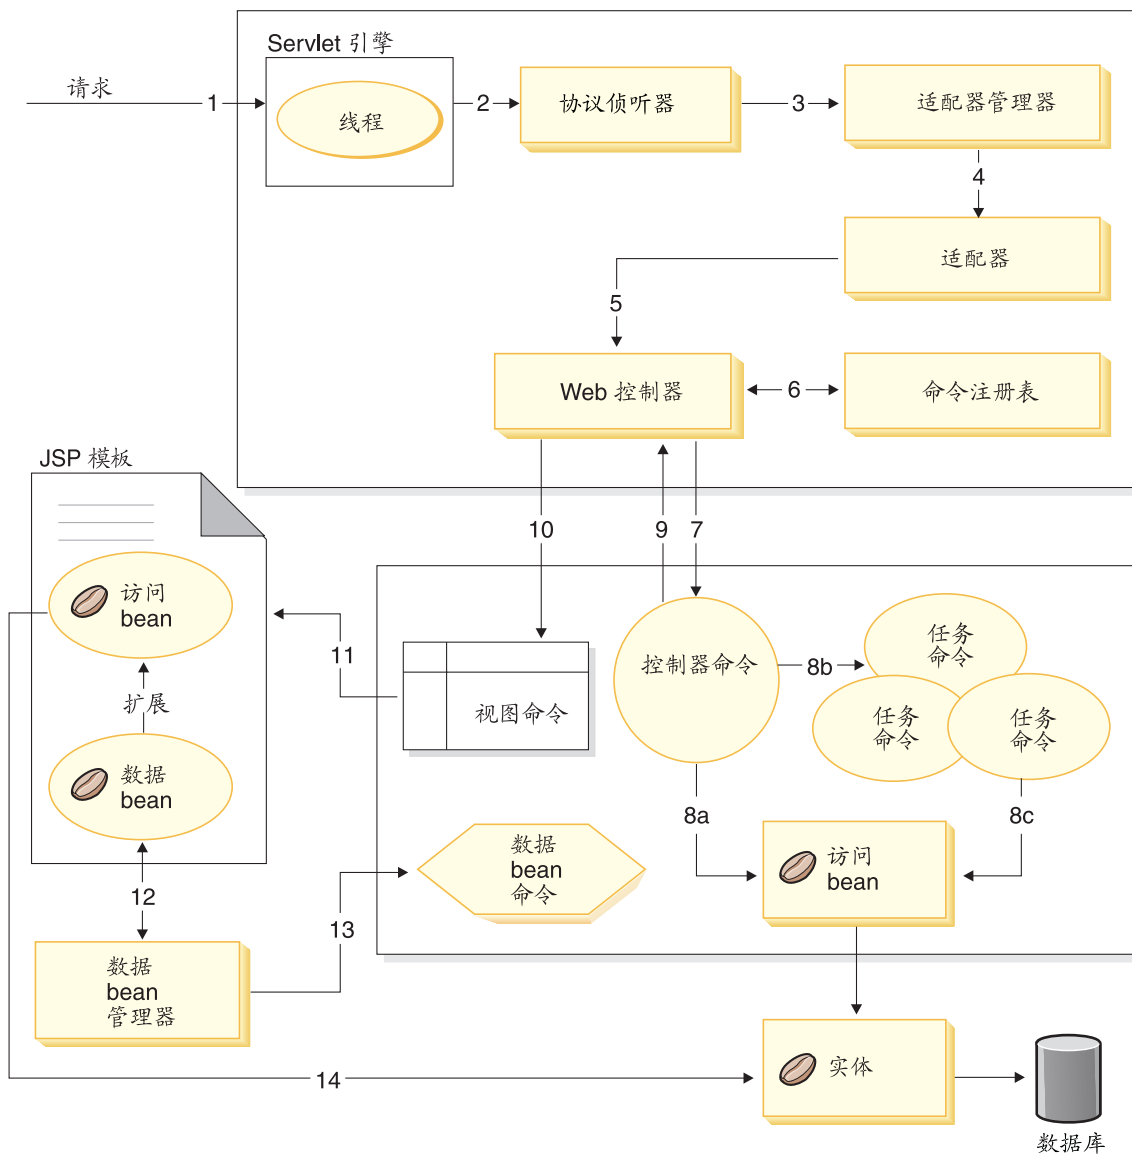 Servlet 引擎
请求
1
线程
2
协议侦听器
3
适配器管理器
4
适配器
5
Web 控制器
6
命令注册表
JSP 模板
10
9
7
访问
bean
扩展
数据
bean
11
视图命令
控制器命令
8b
任务
命令
任务
命令
任务
命令
8a
8c
数据
bean
命令
访问
bean
12
13
数据
bean
管理器
14
实体
数据库